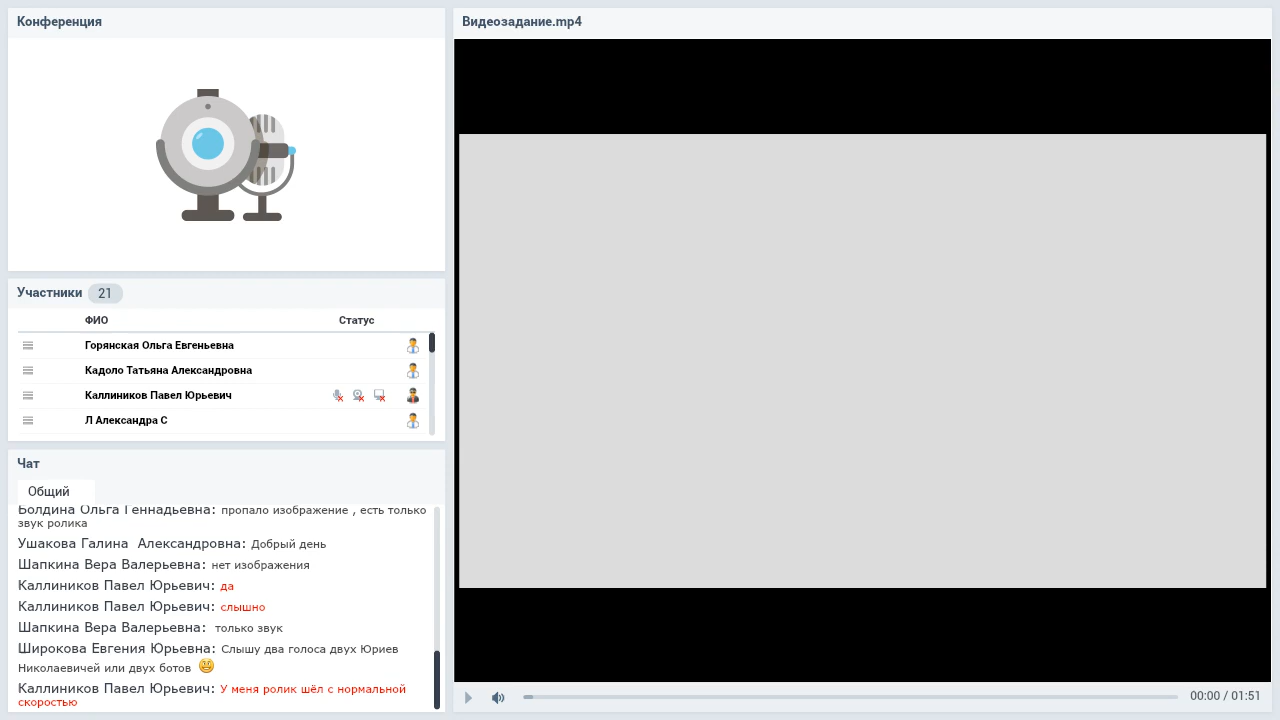 Конференция
Видеозадание.mp4
Участники 21
ФИО Статус
Горянская Ольга Евгеньевна
Кадоло Татьяна Александровна
Каллиников Павел Юрьевич
Л Александра С
Чат
Общий
Болдина Ольга Геннадьевна: пропало изображение , есть только
звук ролика
Ушакова Галина Александровна: Добрый день
Шапкина Вера Валерьевна: нет изображения
Каллиников Павел Юрьевич: да
Каллиников Павел Юрьевич: слышно
Шапкина Вера Валерьевна: только звук
Широкова Евгения Юрьевна: Слышу два голоса двух Юриев
Николаевичей или двух ботов
Каллиников Павел Юрьевич: У меня ролик шёл с нормальной
скоростью
00:00 / 01:51